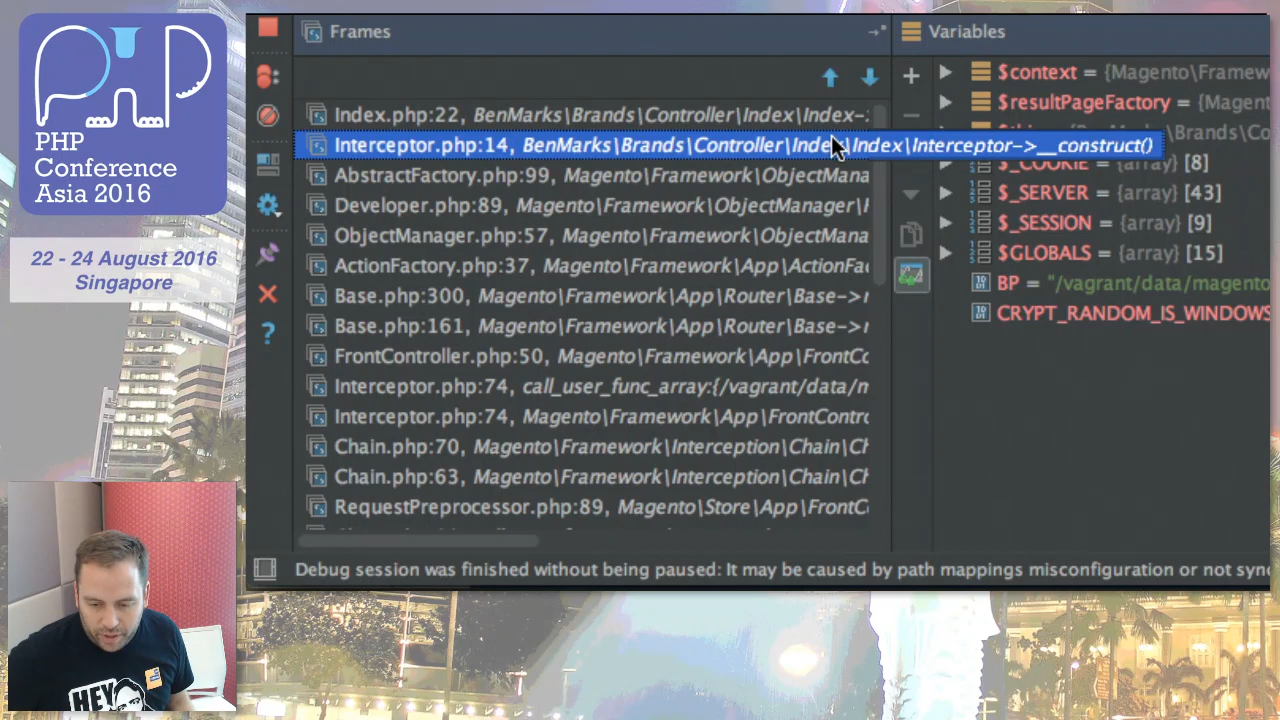 PHP
PHP
Conference
Asia 2016
22 - 24 August 2016
Singapore
HEY
Frames
Index.php:22, BenMarks\Brands\Controller\Index\Index-
Interceptor.php:14, BenMarks\Brands\Controller\Index\Index\Interceptor->__construct()
AbstractFactory.php:99, Magento\Framework\ObjectMana
Developer.php:89, Magento\Framework\ObjectManager\F
ObjectManager.php:57, Magento\Framework\ObjectMana
ActionFactory.php:37, Magento\Framework\App\ActionFac
Base.php:300, Magento\Framework\App\Router\Base->
Base.php:161, Magento\Framework\App\Router\Base->
FrontController.php:50, Magento\Framework\App\FrontCo
Interceptor.php:74, call_user_func_array:{/vagrant/data/m
Interceptor.php:74, Magento\Framework\App\FrontContro
Chain.php:70, Magento\Framework\Interception\Chain\Ch
Chain.php:63, Magento\Framework\Interception\Chain\Ch
RequestPreprocessor.php:89, Magento\Store\App\FrontC
Variables
$context = {Magento\Framew
$resultPageFactory = {Magent
$_COOKIE = {array} [8]
$_SERVER = {array} [43]
$_SESSION = {array} [9]
$GLOBALS = {array} [15]
BP = "/vagrant/data/magento
CRYPT_RANDOM_IS_WINDOWS
Debug session was finished without being paused: It may be caused by path mappings misconfiguration or not sync